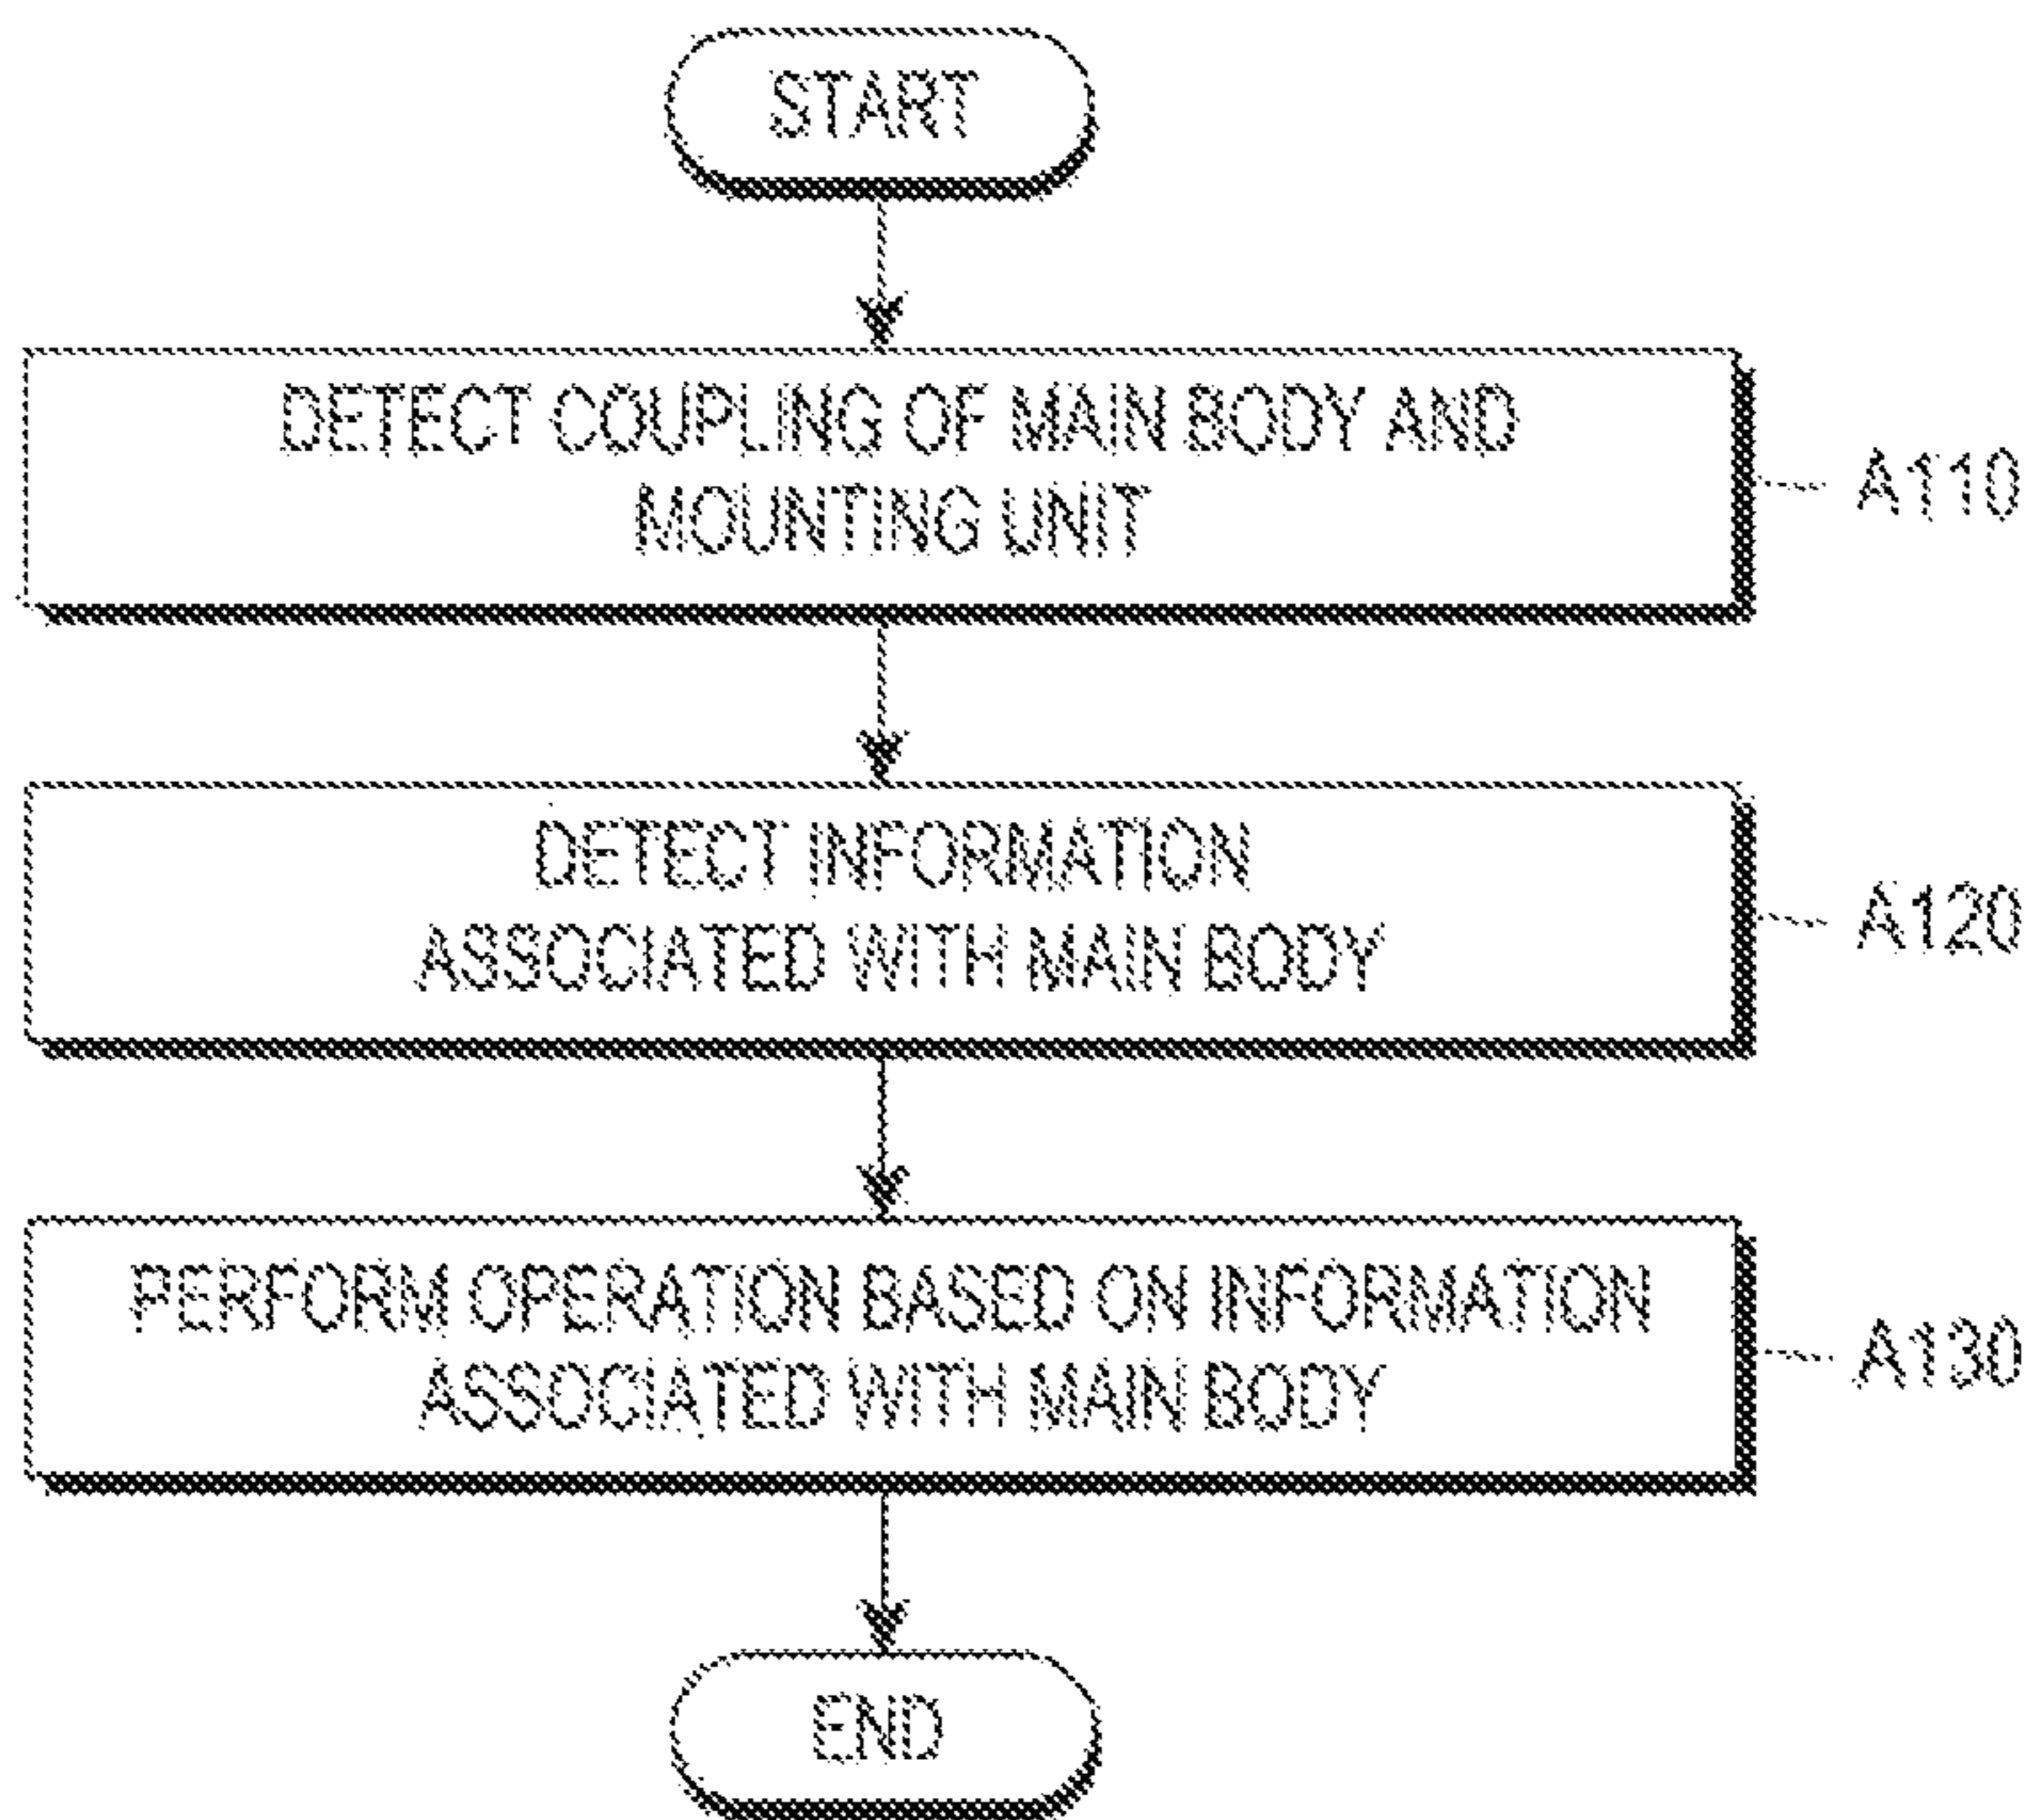 START
DETECT COUPLING OF MAIN BODY AND
MOUNTING UNIT
A110
DETECT INFORMATION
ASSOCIATED WITH MAIN BODY
A120
PERFORM OPERATION BASED ON INFORMATION
ASSOCIATED WITH MAIN BODY
A130
END